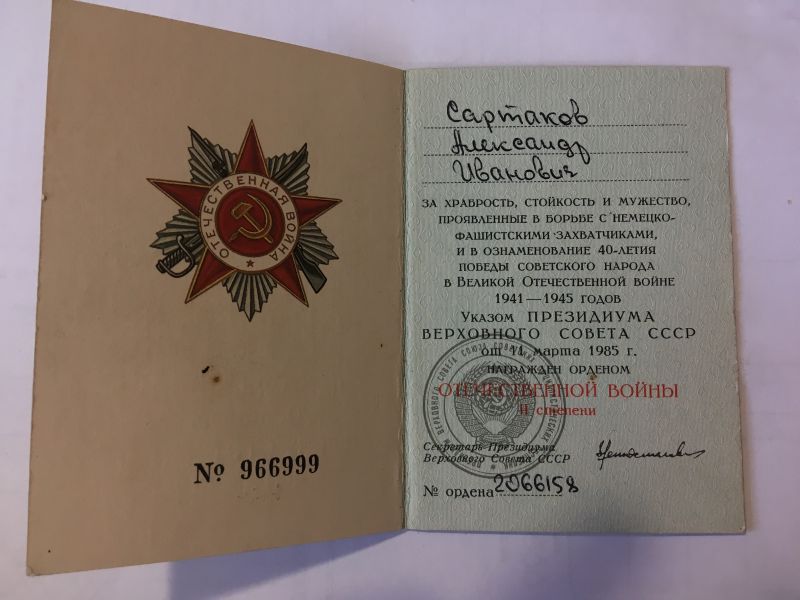 ОТЕЧЕСТВЕННАЯ ВОЙНА
№ 966999
Сартаков
Александр
Иванович
ЗА ХРАБРОСТЬ, СТОЙКОСТЬ И МУЖЕСТВО,
ПРОЯВЛЕННЫЕ В БОРЬБЕ С НЕМЕЦКО-
ФАШИСТСКИМИ ЗАХВАТЧИКАМИ,
И В ОЗНАМЕНОВАНИЕ 40-ЛЕТИЯ
ПОБЕДЫ СОВЕТСКОГО НАРОДА
В ВЕЛИКОЙ ОТЕЧЕСТВЕННОЙ ВОЙНЕ
1941—1945 ГОДОВ
УКАЗОМ ПРЕЗИДИУМА
ВЕРХОВНОГО СОВЕТА СССР
от 11 марта 1985 г.
НАГРАЖДЕН ОРДЕНОМ
ОТЕЧЕСТВЕННОЙ ВОЙНЫ
II степени
Секретарь Президиума
Верховного Совета СССР
№ ордена 2066158